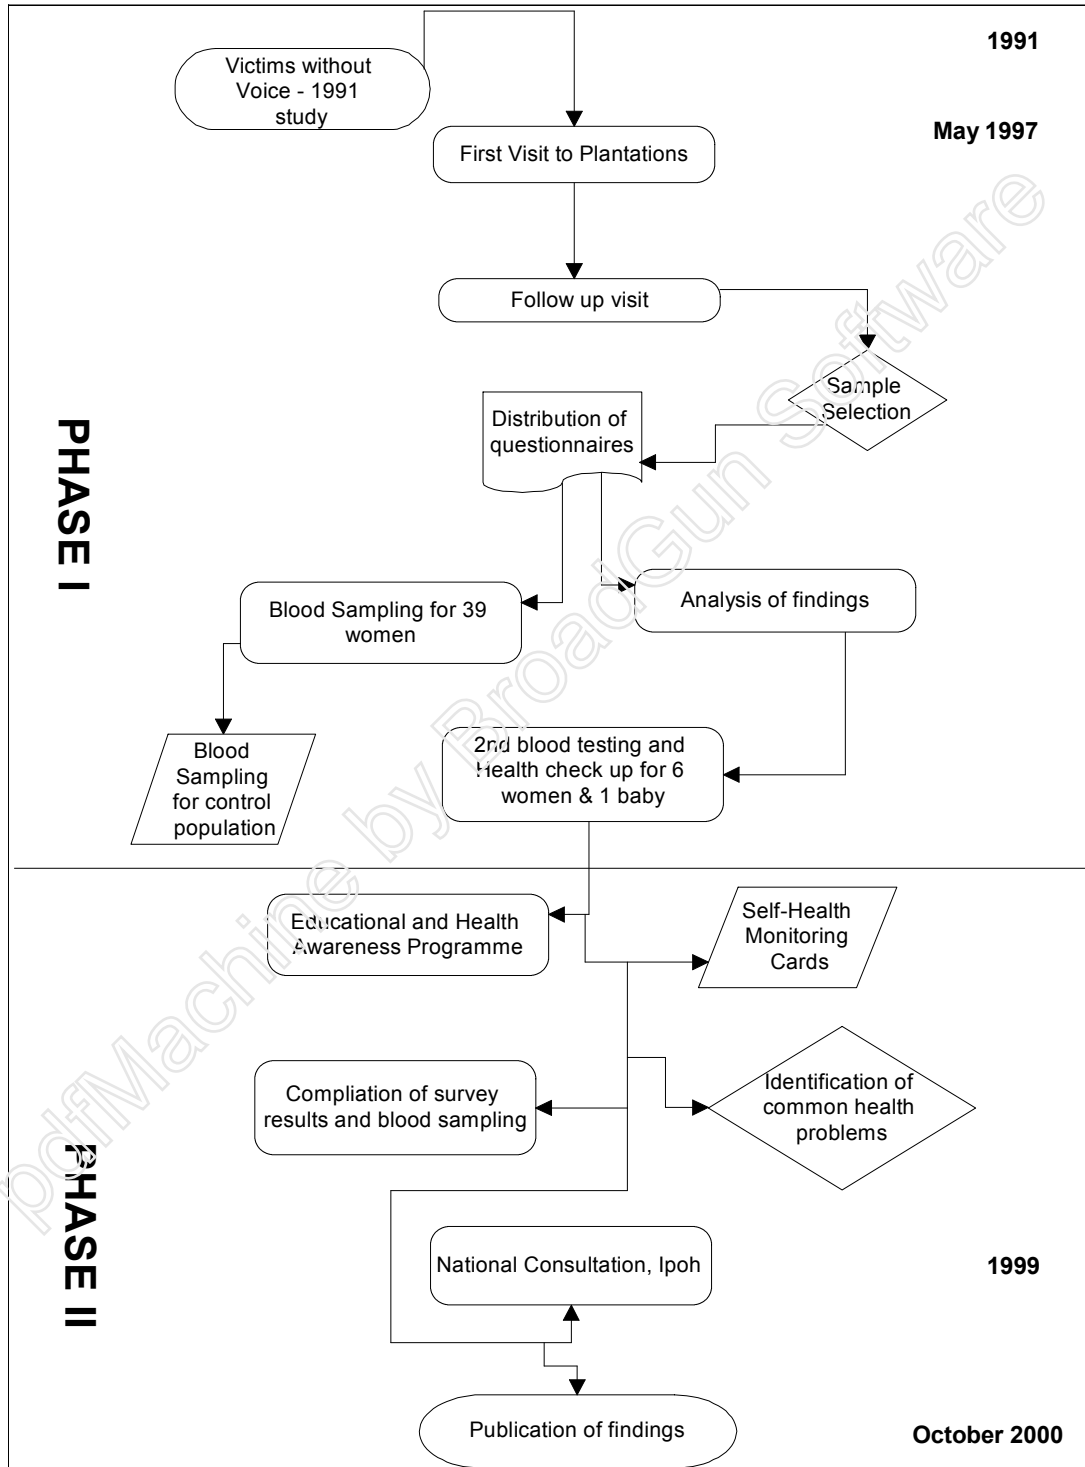 1991
Victims without
Voice - 1991
study
May 1997
First Visit to Plantations
Follow up visit
Sample
Selection
Distribution of
questionnaires
PHASE I
Analysis of findings
Blood Sampling for 39
women
2nd blood testing and
Health check up for 6
women & 1 baby
Blood
Sampling
for control
population
Educational and Health
Awareness Programme
Self-Health
Monitoring
Cards
Compliation of survey
results and blood sampling
Identification of
common health
problems
PHASE II
National Consultation, Ipoh
1999
Publication of findings
October 2000
pdfMachine by BroadGun Software